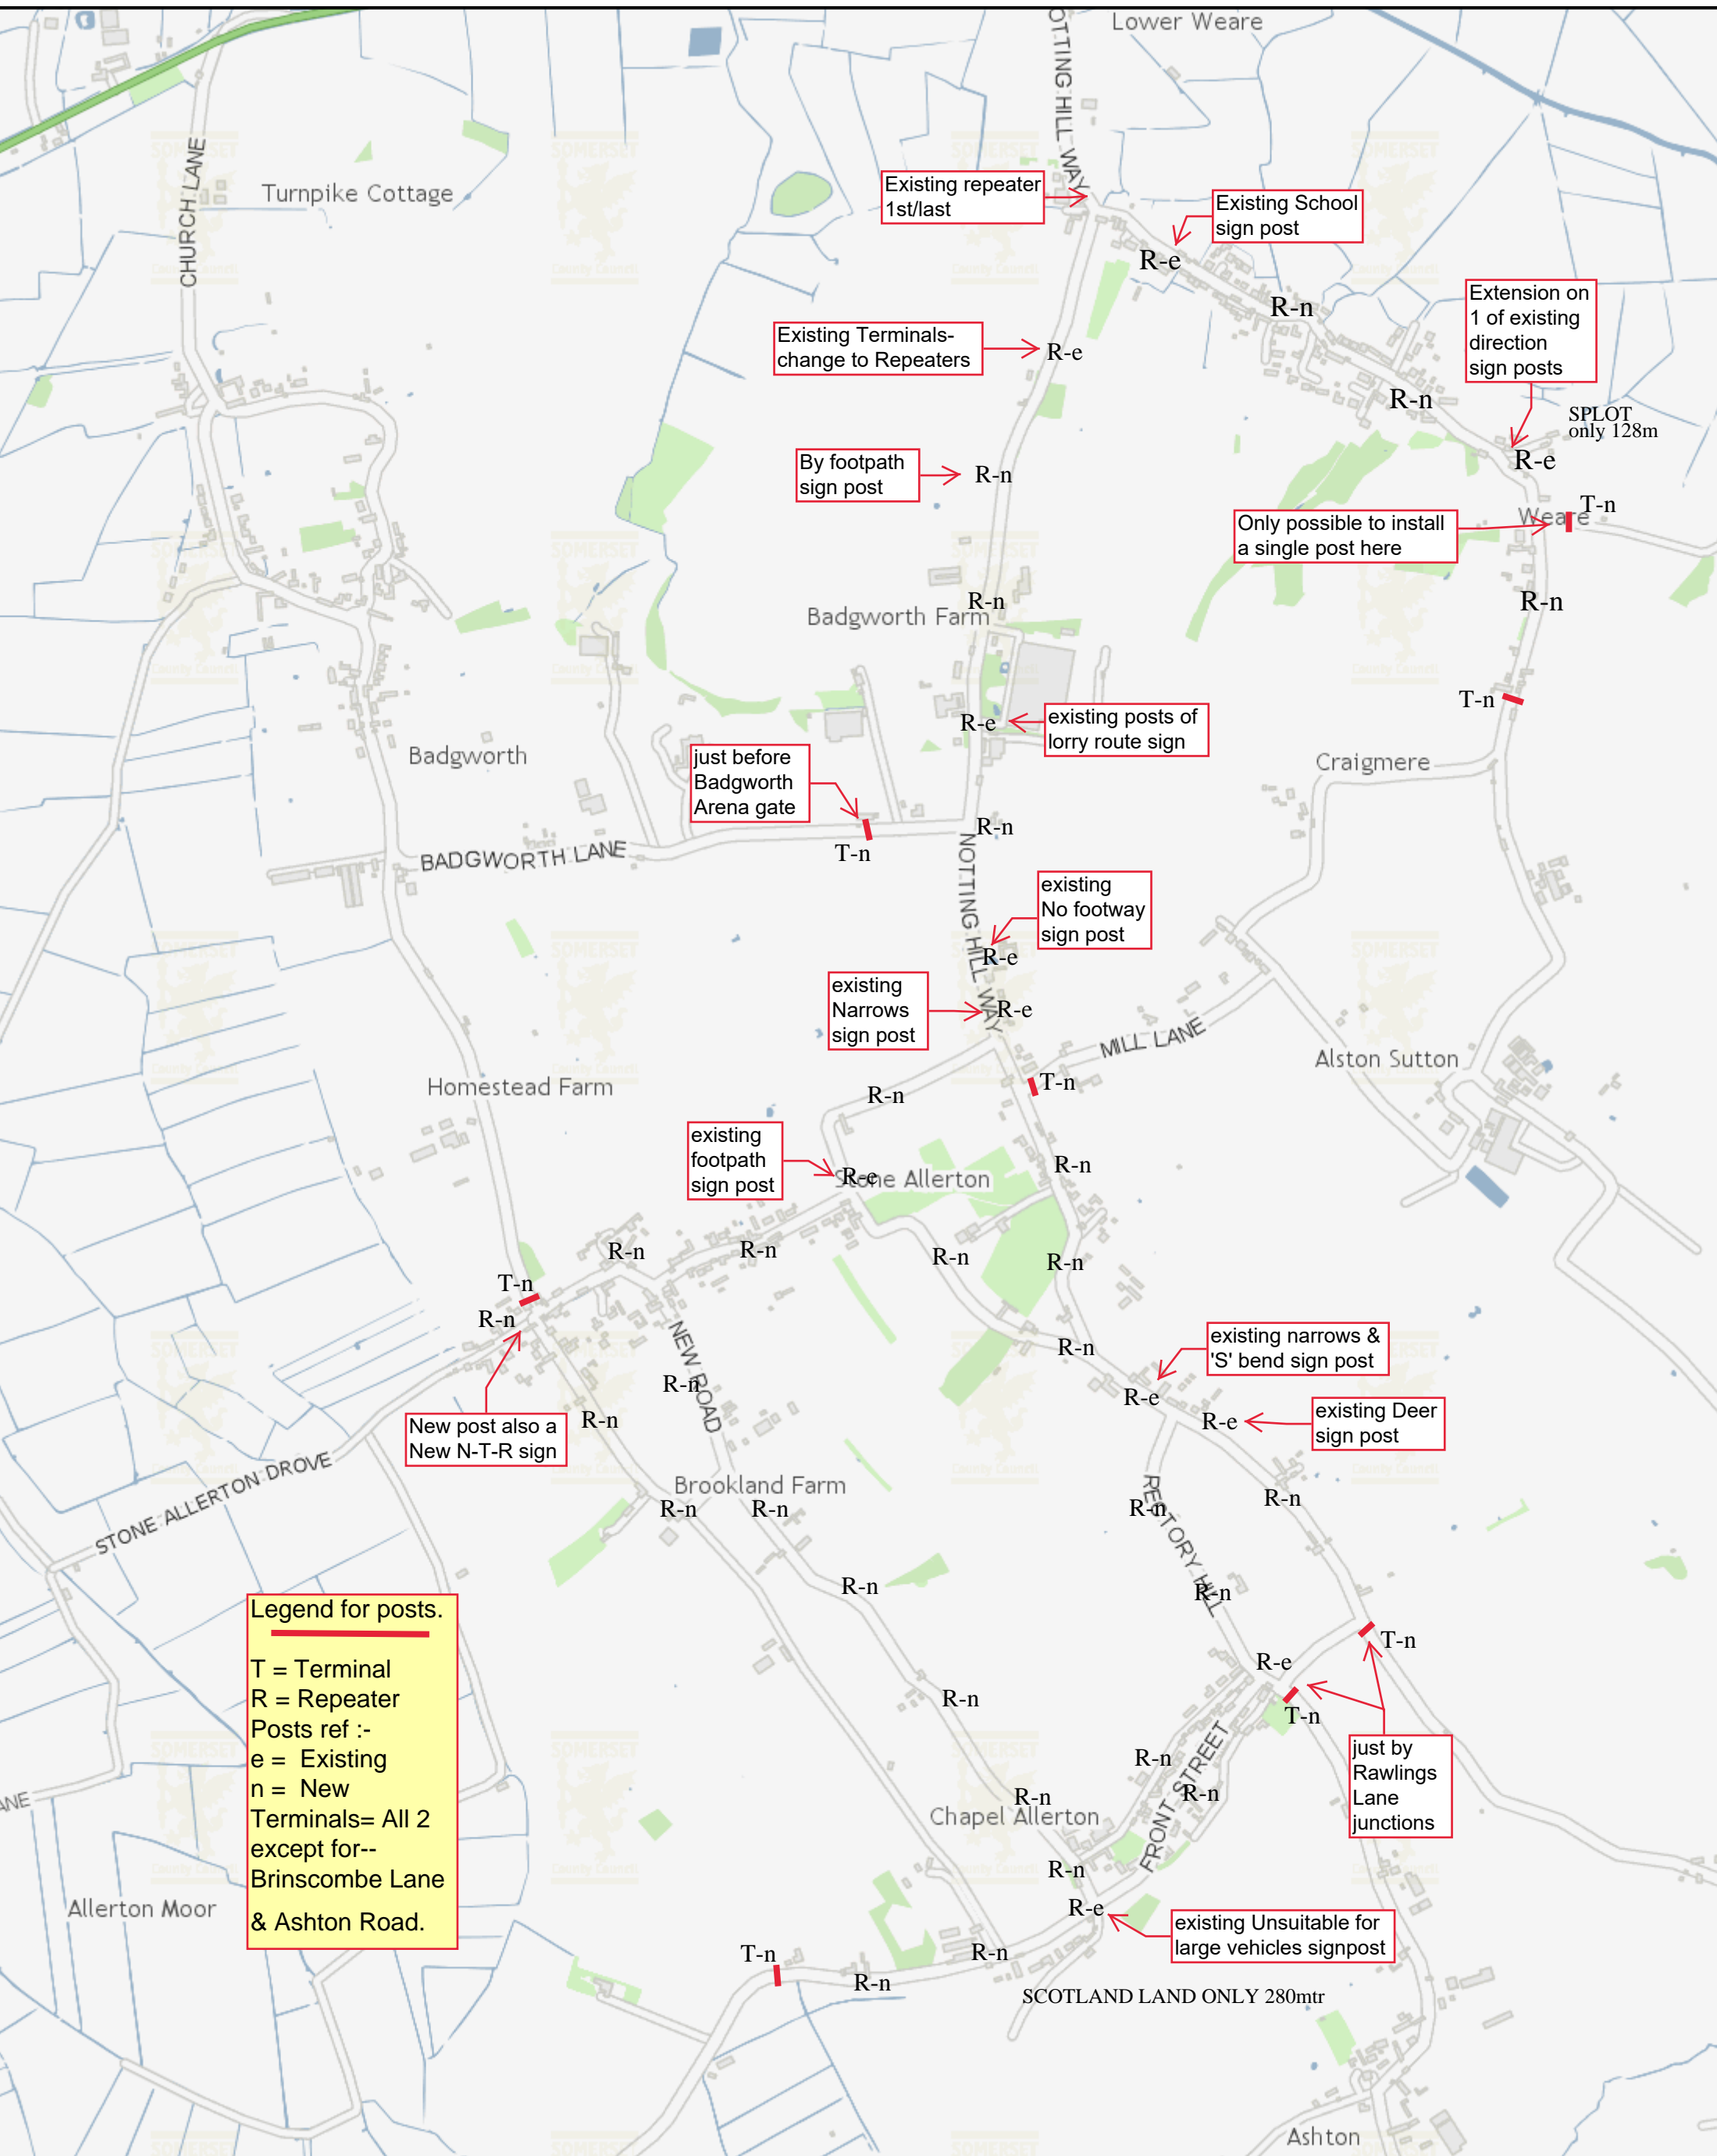 Lower Weare
OTTING HILL WAY
CHURCH LANE
Turnpike Cottage
Existing repeater
1st/last
Existing School
sign post
R-e
R-n
Extension on
1 of existing
direction
sign posts
Existing Terminals-
change to Repeaters
R-e
R-n
SPLOT
only 128m
R-e
By footpath
sign post
R-n
T-n
Weare
Only possible to install
a single post here
R-n
R-n
Badgworth Farm
T-n
R-e
existing posts of
lorry route sign
Badgworth
just before
Badgworth
Arena gate
Craigmere
R-n
T-n
BADGWORTH LANE
NOTTING HILL WAY
existing
No footway
sign post
R-e
existing
Narrows
sign post
R-e
MILL LANE
Alston Sutton
Homestead Farm
T-n
R-n
existing
footpath
sign post
R-e
Stone Allerton
R-n
R-n
R-n
R-n
R-n
T-n
R-n
NEW ROAD
R-n
existing narrows &
'S' bend sign post
R-n
R-e
New post also a
New N-T-R sign
R-n
R-e
existing Deer
sign post
STONE ALLERTON DROVE
Brookland Farm
R-n
R-n
RECTORY HILL
R-n
R-n
R-n
R-n
Legend for posts.
T = Terminal
R = Repeater
Posts ref :-
e = Existing
n = New
Terminals= All 2
except for--
Brinscombe Lane
& Ashton Road.
T-n
R-e
R-n
T-n
just by
Rawlings
Lane
junctions
FRONT STREET
R-n
R-n
R-n
ANE
Chapel Allerton
R-n
Allerton Moor
R-e
existing Unsuitable for
large vehicles signpost
T-n
R-n
R-n
SCOTLAND LAND ONLY 280mtr
Ashton
SOMERSET
County Council